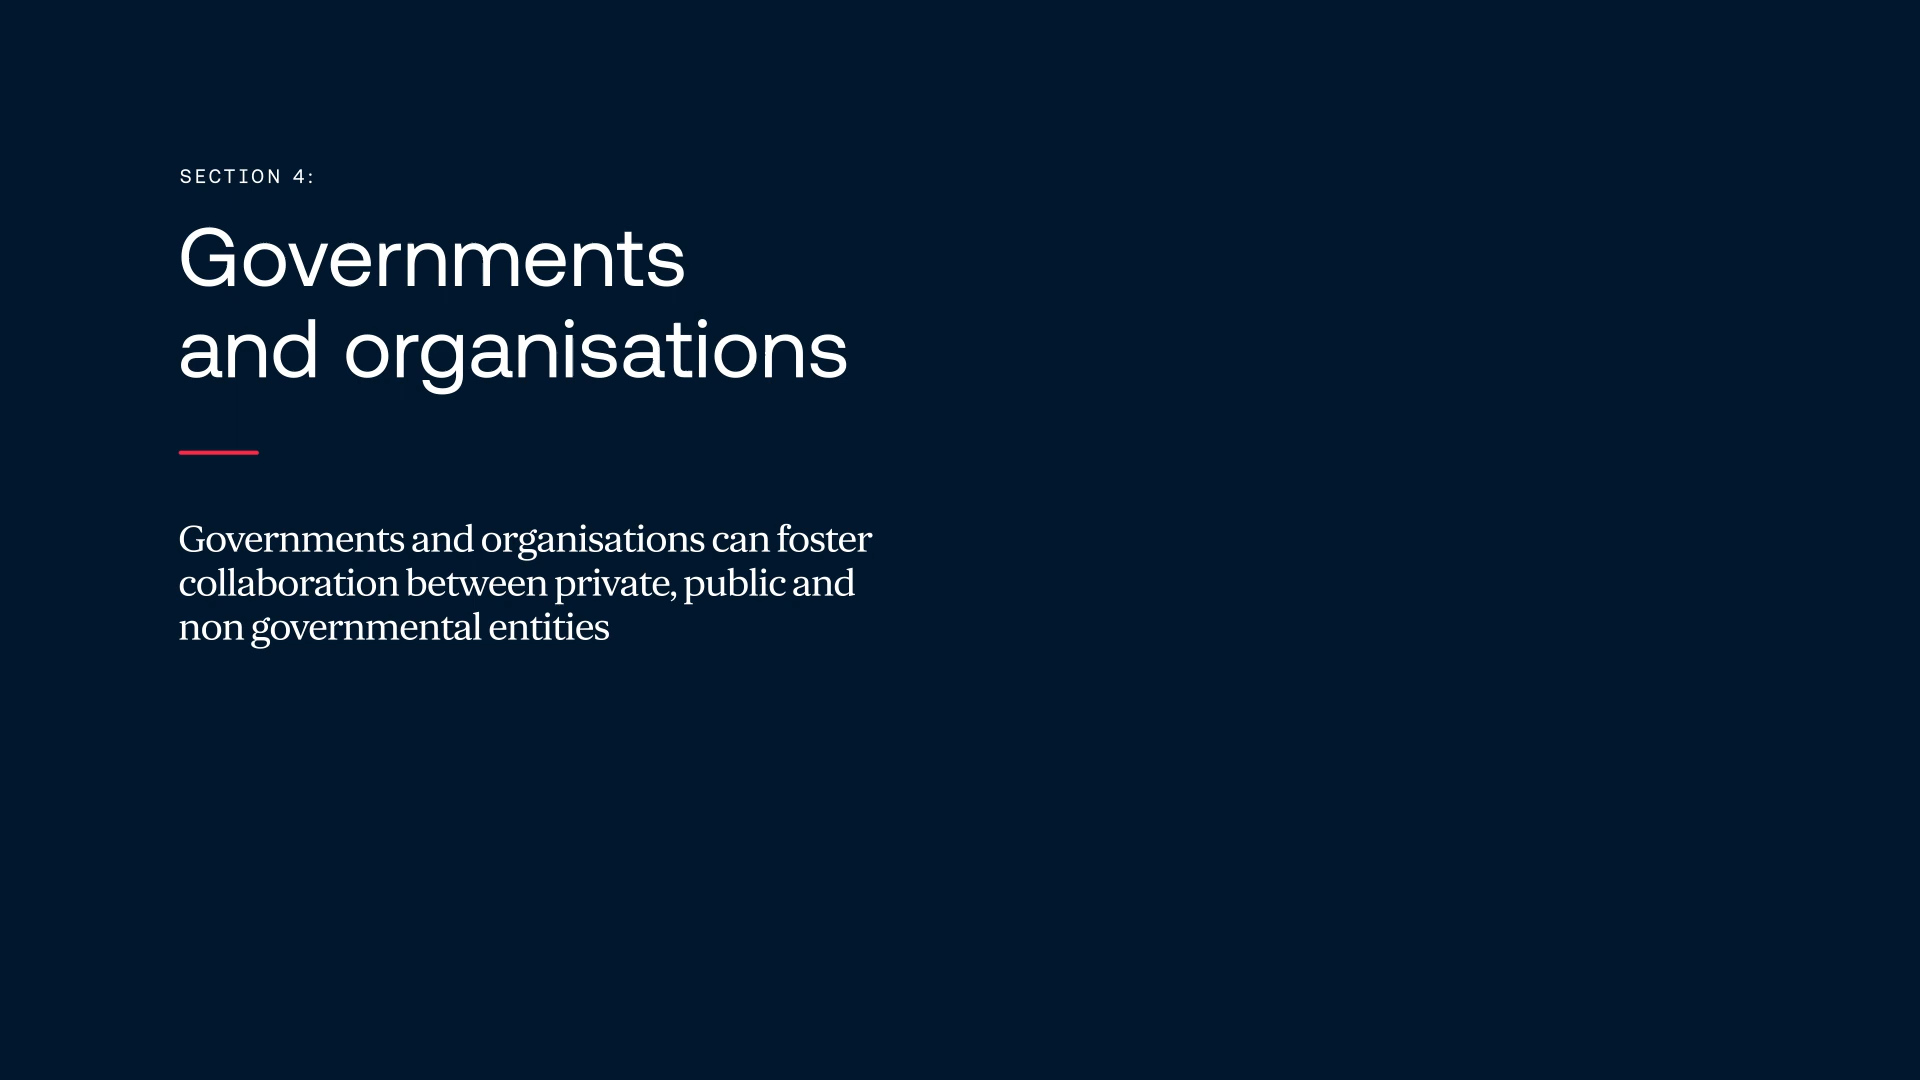 SECTION 4:
Governments
and organisations
Governments and organisations can foster
collaboration between private, public and
non governmental entities